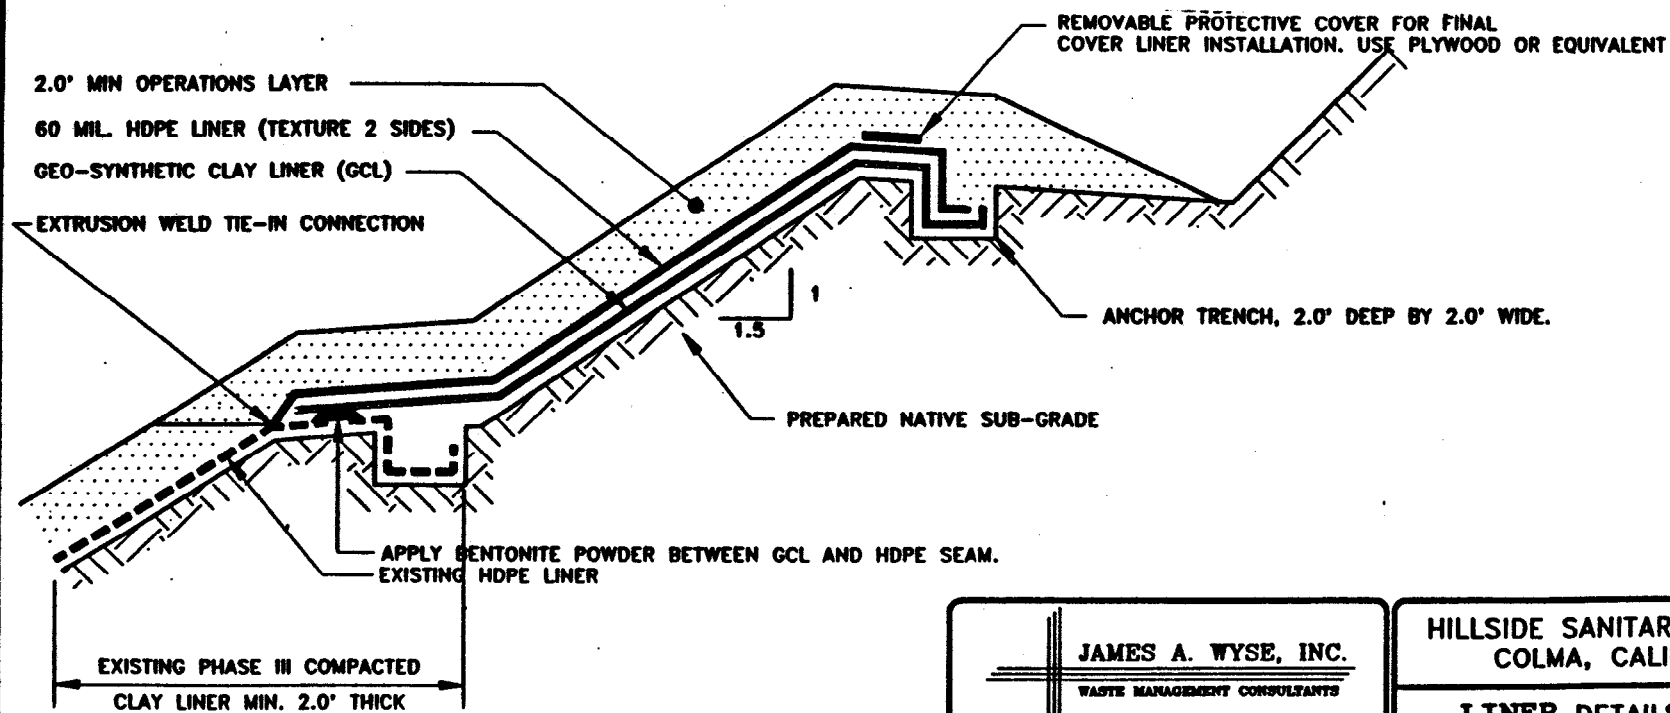 REMOVABLE PROTECTIVE COVER FOR FINAL
COVER LINER INSTALLATION. USE PLYWOOD OR EQUIVALENT
2.0' MIN OPERATIONS LAYER
60 MIL. HDPE LINER (TEXTURE 2 SIDES)
GEO-SYNTHETIC CLAY LINER (GCL)
EXTRUSION WELD TIE-IN CONNECTION
1
1.5
ANCHOR TRENCH, 2.0' DEEP BY 2.0' WIDE.
PREPARED NATIVE SUB-GRADE
APPLY BENTONITE POWDER BETWEEN GCL AND HDPE SEAM.
EXISTING HDPE LINER
EXISTING PHASE III COMPACTED
CLAY LINER MIN. 2.0' THICK
JAMES A. WYSE, INC.
WASTE MANAGEMENT CONSULTANTS
HILLSIDE SANITAR
COLMA, CALI
LINER DETAILS